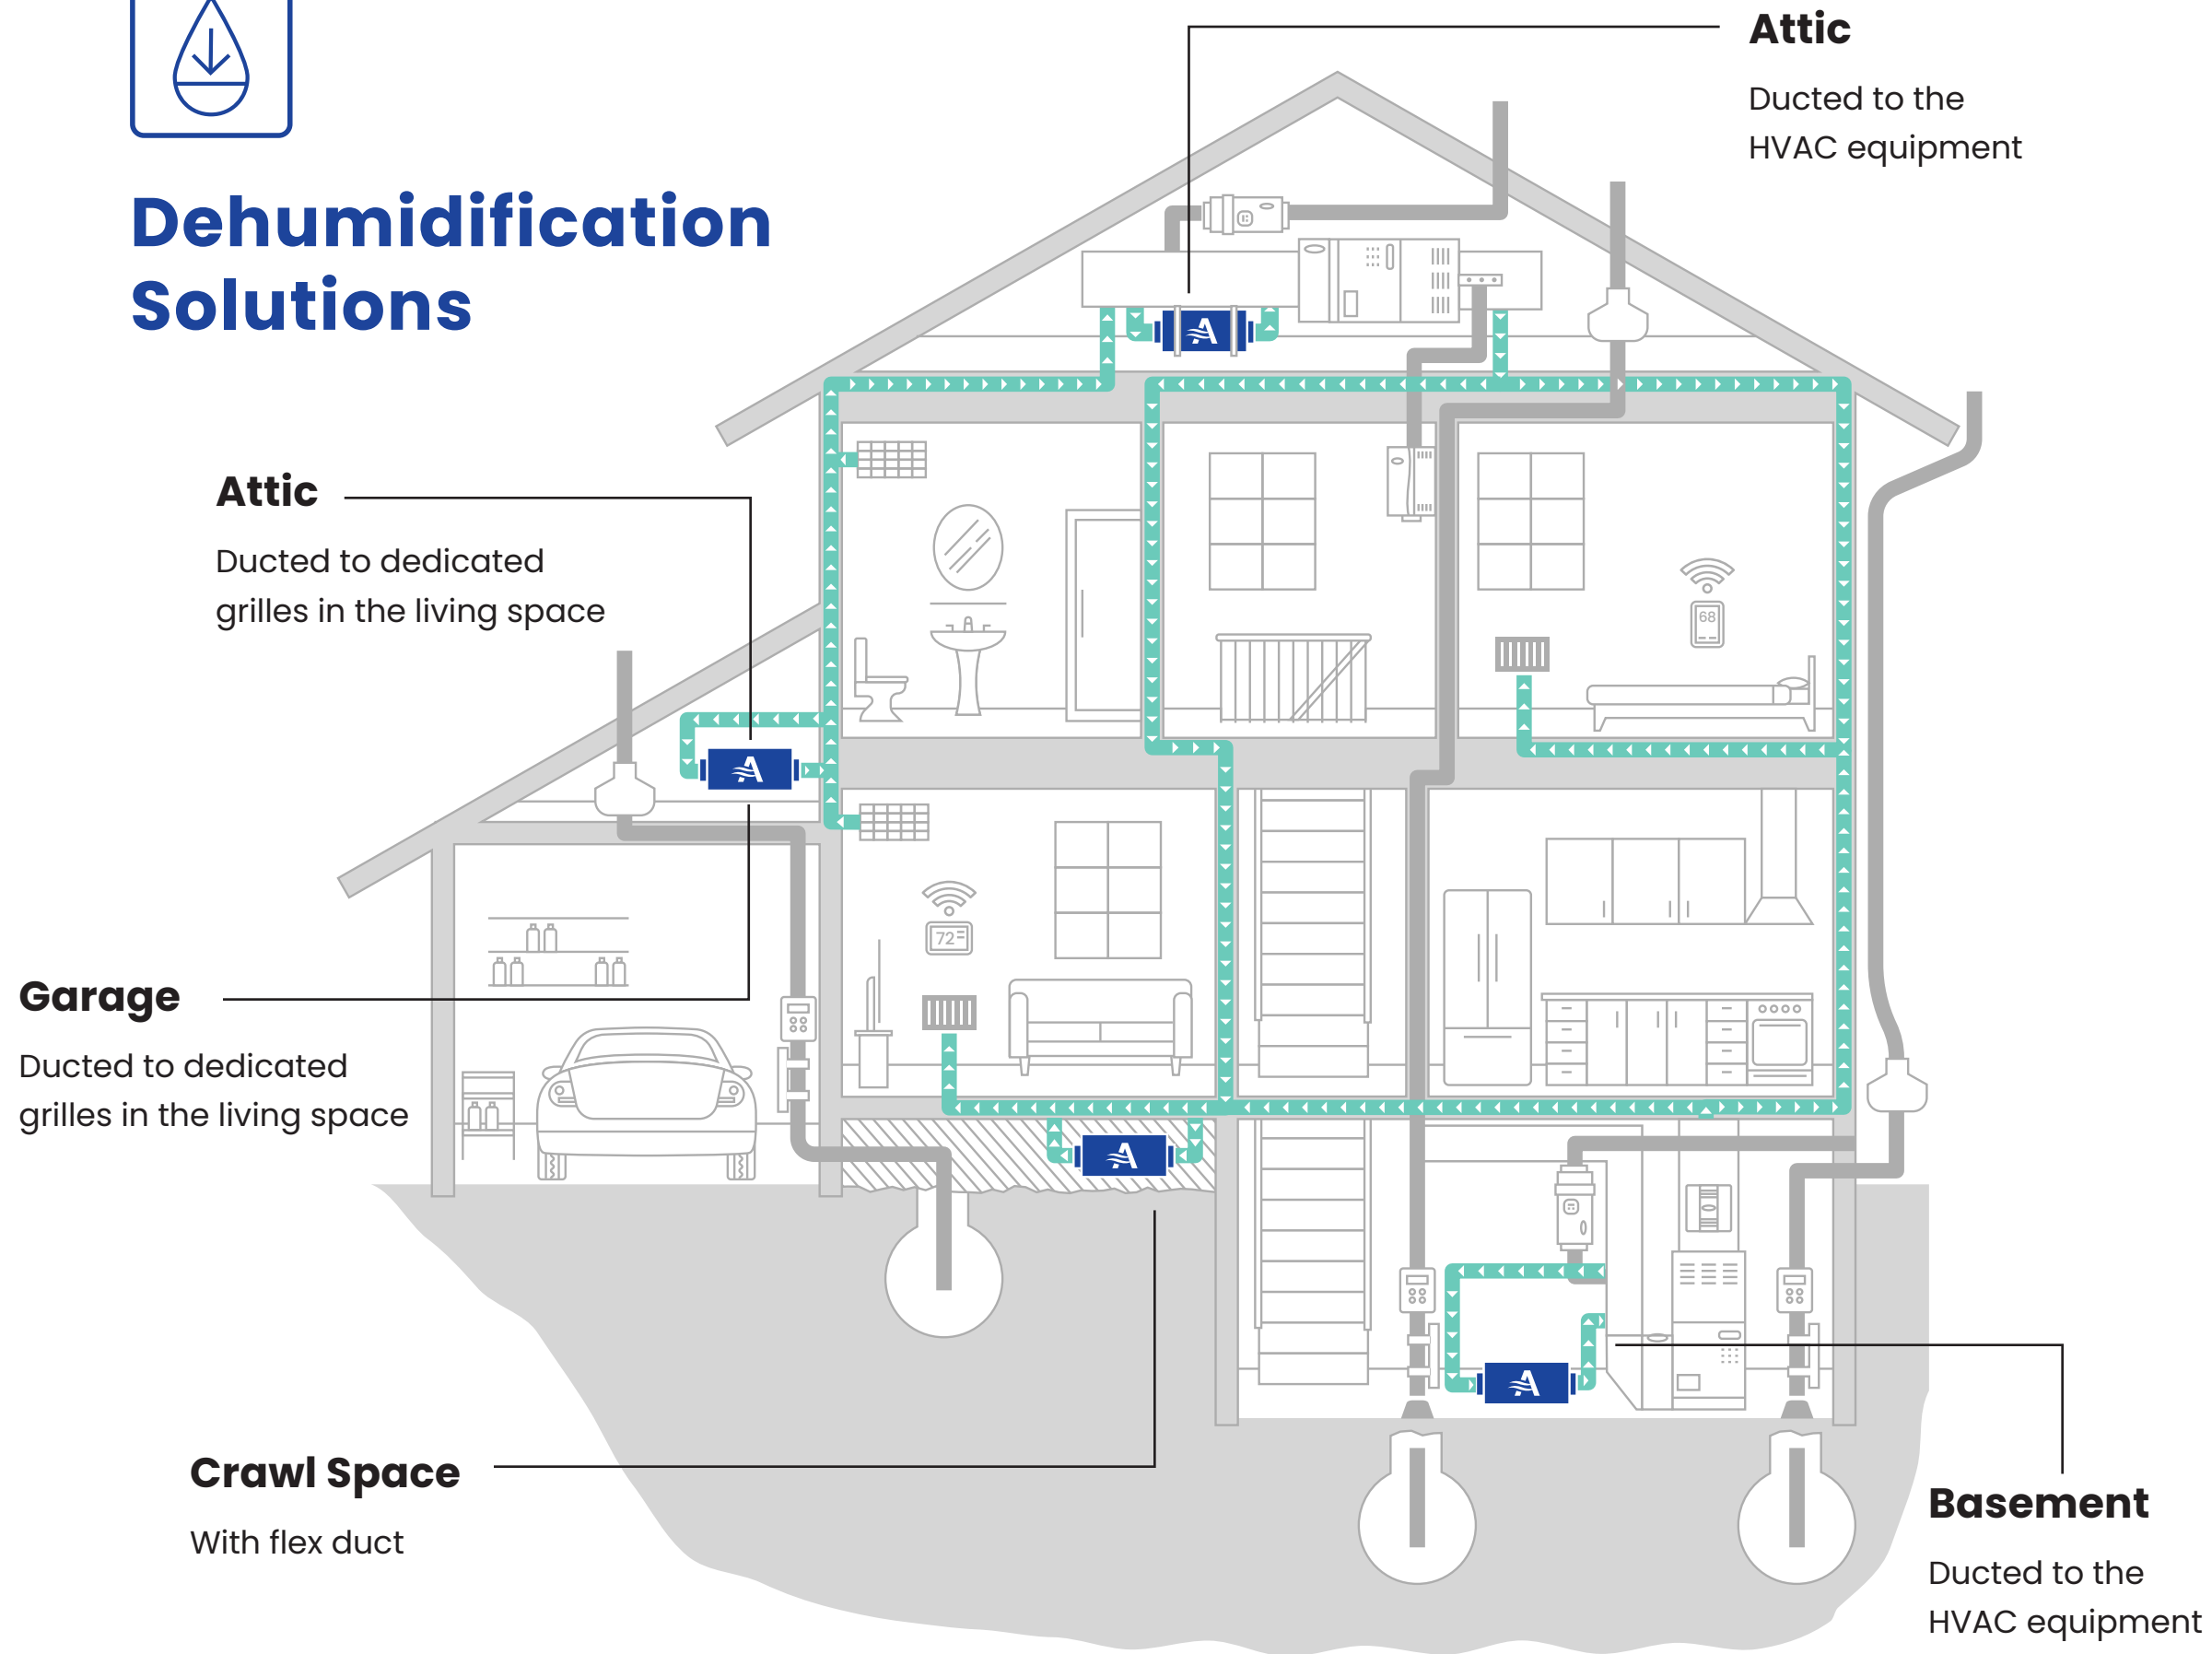 Dehumidification
Solutions
Attic
Ducted to the
HVAC equipment
Attic
Ducted to dedicated
grilles in the living space
68
72
Garage
Ducted to dedicated
grilles in the living space
Crawl Space
With flex duct
Basement
Ducted to the
HVAC equipment
A
A
A
A